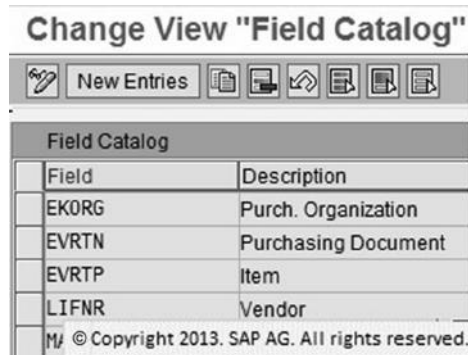 Change View "Field Catalog"
New Entries
Field Catalog
Field Description
EKORG Purch. Organization
EVRTN Purchasing Document
EVRTP Item
LIFNR Vendor
© Copyright 2013. SAP AG. All rights reserved.